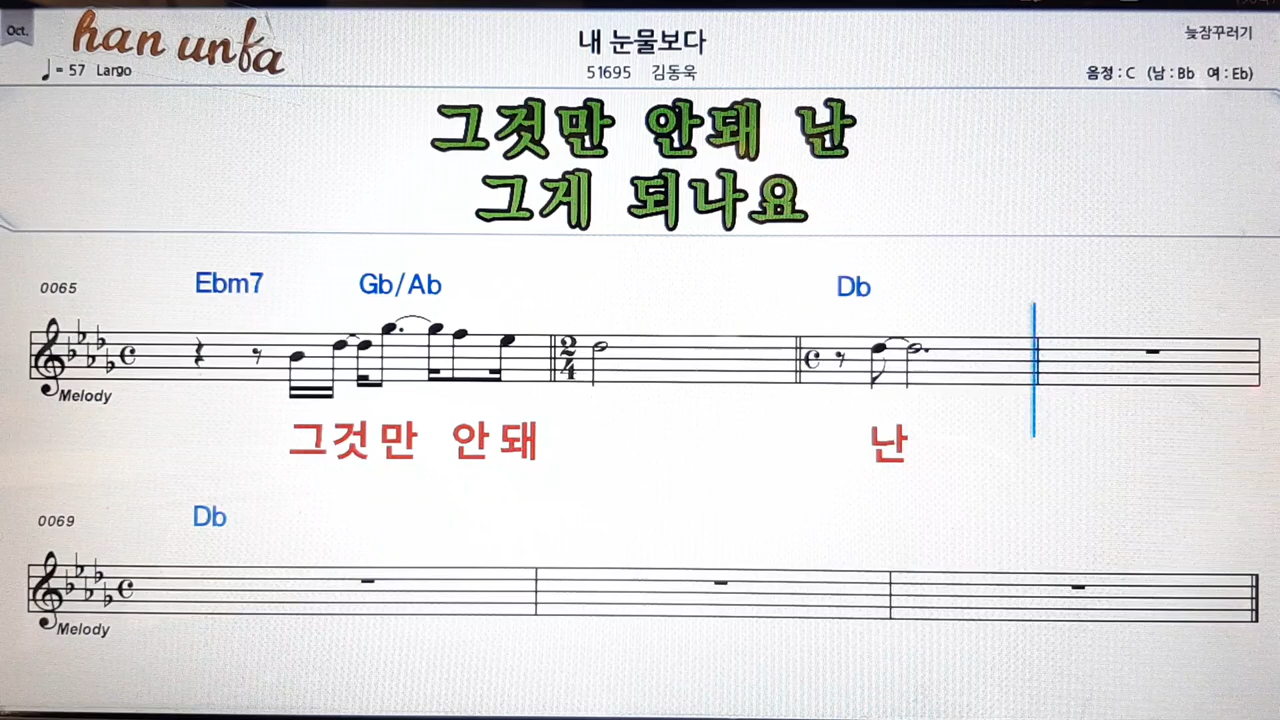 Oct.
han unfa
♩= 57 Largo
내 눈물보다
51695 김동욱
늦잠꾸러기
음정 : C (남 : Bb 여 : Eb)
그것만 안돼 난
그게 되나요
0065 Ebm7 Gb/Ab Db
2
4
Melody
그것만 안돼 난
0069 Db
Melody